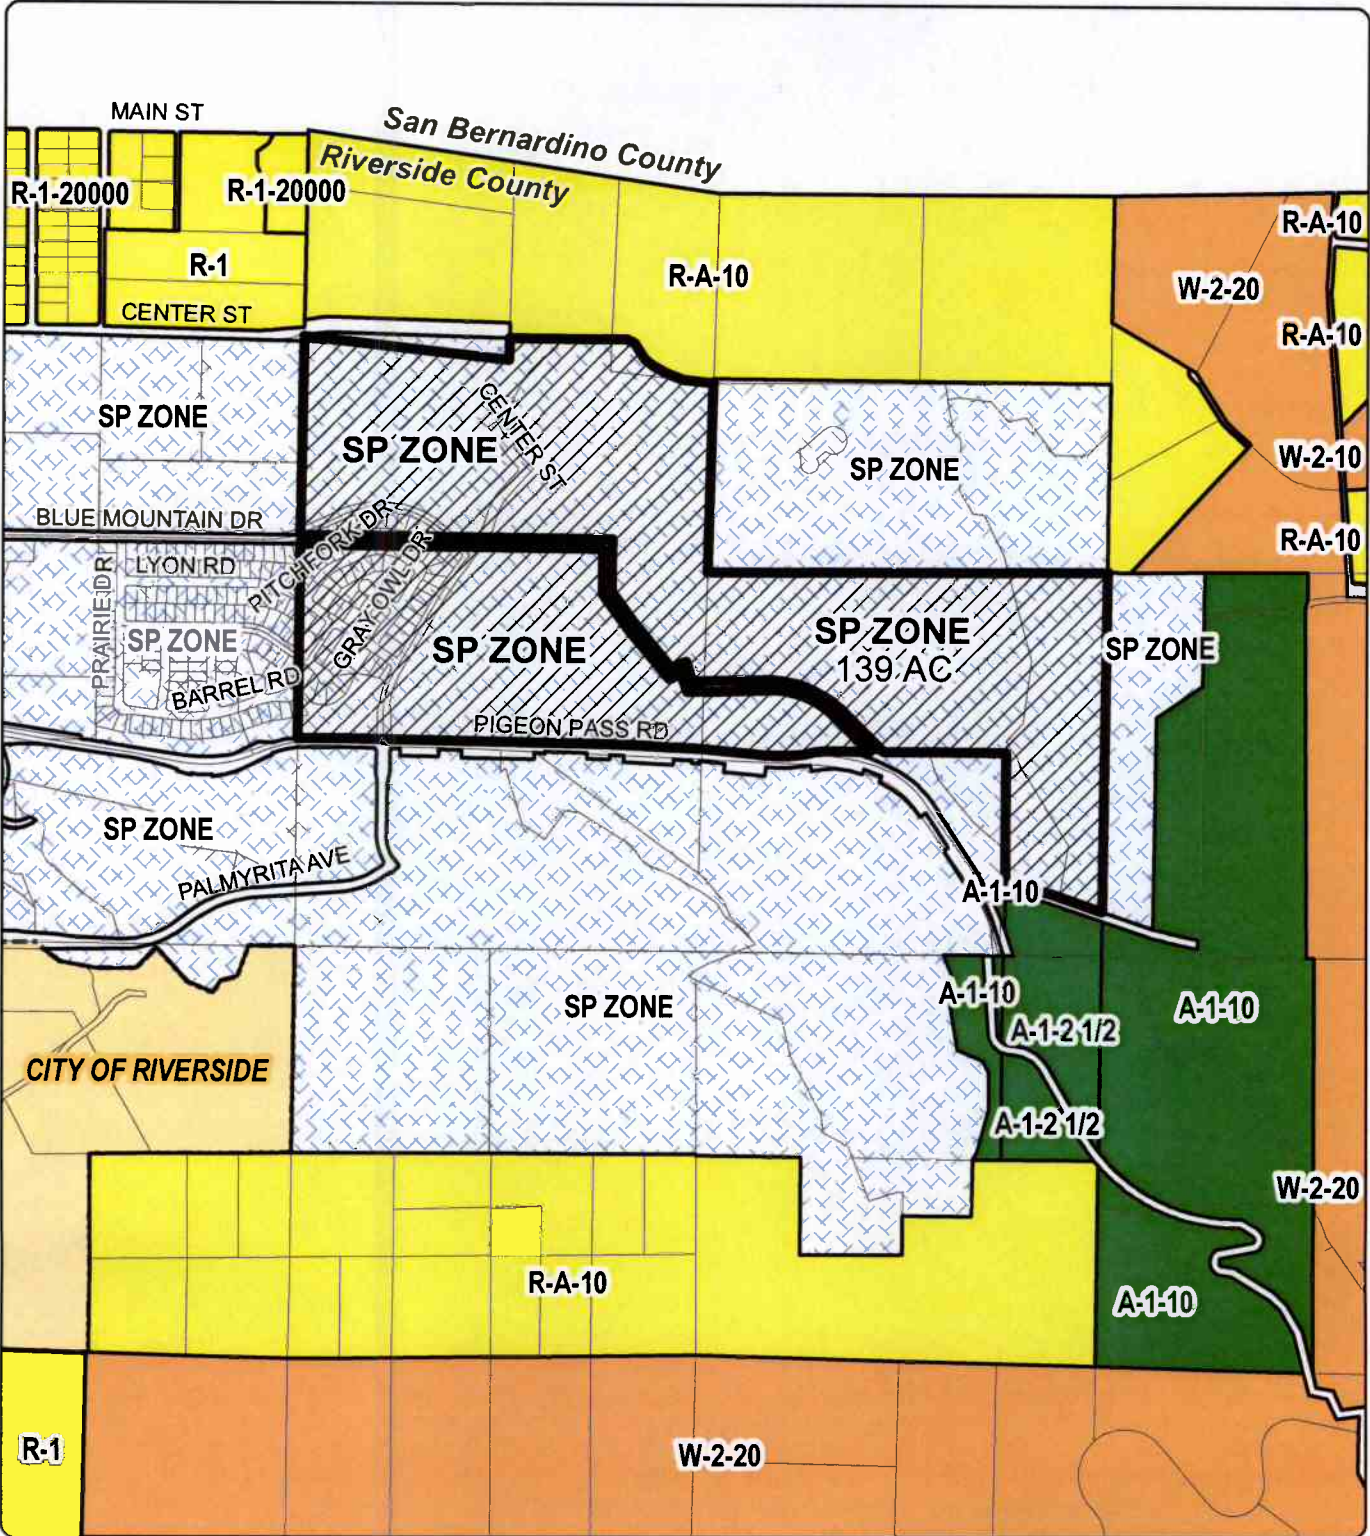 MAIN ST
San Bernardino County
Riverside County
R-1-20000
R-1-20000
R-A-10
R-1
R-A-10
W-2-20
CENTER ST
R-A-10
SP ZONE
CENTER ST
SP ZONE
SP ZONE
W-2-10
BLUE MOUNTAIN DR
PITCHFORK DR
R-A-10
LYON RD
PRAIRIE DR
GRAY OWL DR
SP ZONE
SP ZONE
SP ZONE
139 AC
SP ZONE
BARREL RD
PIGEON PASS RD
SP ZONE
PALMYRITA AVE
A-1-10
A-1-10
SP ZONE
A-1-10
A-1-2 1/2
CITY OF RIVERSIDE
A-1-2 1/2
W-2-20
R-A-10
A-1-10
R-1
W-2-20